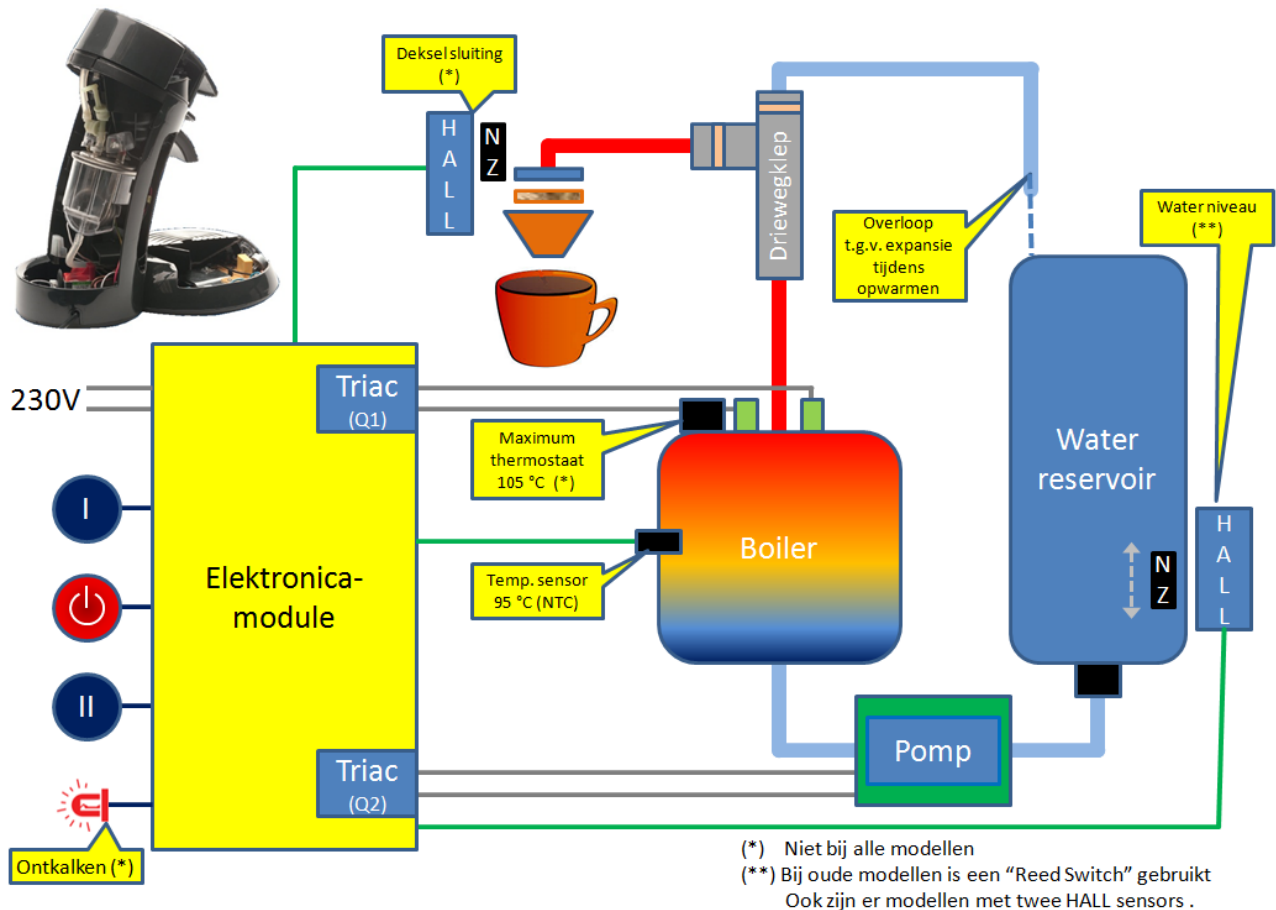 Deksel sluiting
(*)
H
A
L
L
N
Z
Driewegklep
Overloop
t.g.v. expansie
tijdens
opwarmen
Water niveau
(**)
230V
Triac
(Q1)
Maximum
thermostaat
105 °C (*)
Water
reservoir
I
Elektronica-
module
Temp. sensor
95 °C (NTC)
Boiler
N
Z
H
A
L
L
II
Triac
(Q2)
Pomp
Ontkalken (*)
(*) Niet bij alle modellen
(**) Bij oude modellen is een “Reed Switch” gebruikt
Ook zijn er modellen met twee HALL sensors .